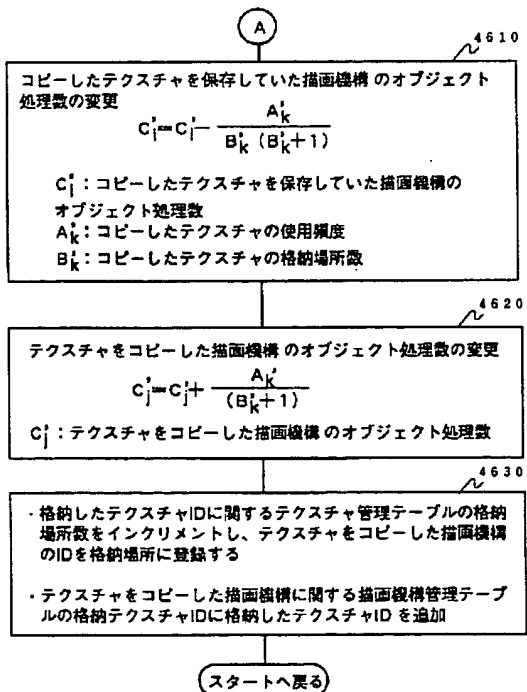 A
4610
コピーしたテクスチャを保存していた描画機構 のオブジェクト
処理数の変更
C'i=C'i- A'k / B'k (B'k+1)
C'i：コピーしたテクスチャを保存していた描画機構の
オブジェクト処理数
A'k：コピーしたテクスチャの使用頻度
B'k：コピーしたテクスチャの格納場所数
4620
テクスチャをコピーした描画機構 のオブジェクト処理数の変更
C'j=C'j+ Ak' / (B'k+1)
C'j：テクスチャをコピーした描画機構 のオブジェクト処理数
4630
・格納したテクスチャIDに関するテクスチャ管理テーブルの格納
場所数をインクリメントし、テクスチャをコピーした描画機構
のIDを格納場所に登録する
・テクスチャをコピーした描画機構に関する描画機構管理テーブ
ルの格納テクスチャIDに格納したテクスチャID を追加
スタートへ戻る